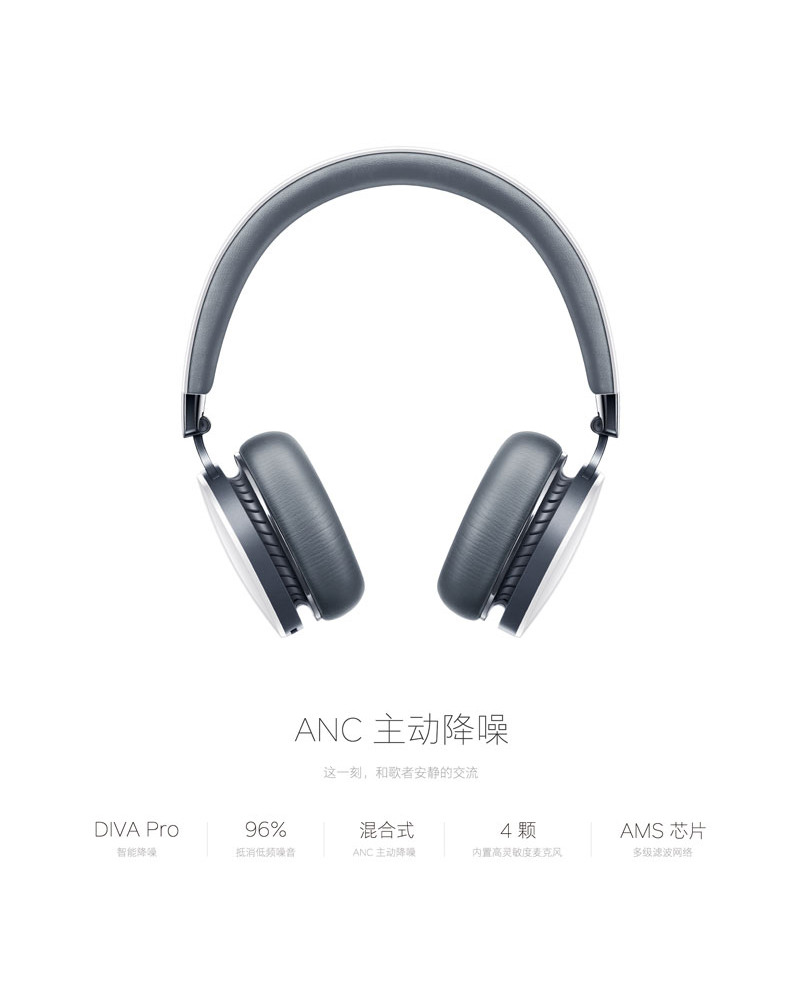 ANC 主动降噪
这一刻，和歌者安静的交流
DIVA Pro
智能降噪
96%
抵消低频噪音
混合式
ANC 主动降噪
4 颗
内置高灵敏度麦克风
AMS 芯片
多级滤波网络